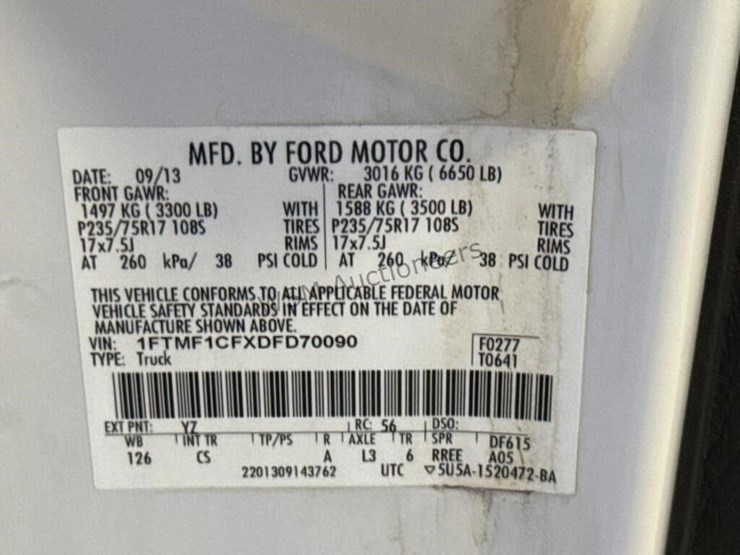 MFD. BY FORD MOTOR CO.
DATE: 09/13 GVWR: 3016 KG ( 6650 LB)
FRONT GAWR: REAR GAWR:
1497 KG ( 3300 LB) WITH 1588 KG ( 3500 LB) WITH
P235/75R17 108S TIRES P235/75R17 108S TIRES
17x7.5J RIMS 17x7.5J RIMS
AT 260 kPa/ 38 PSI COLD AT 260 kPa/ 38 PSI COLD
Auctioneers
THIS VEHICLE CONFORMS TO ALL APPLICABLE FEDERAL MOTOR
VEHICLE SAFETY STANDARDS IN EFFECT ON THE DATE OF
MANUFACTURE SHOWN ABOVE.
VIN: 1FTMF1CFXDFD70090 F0277
TYPE: Truck T0641
EXT PNT: YZ RC: 56 DSO:
WB INT TR TP/PS R AXLE TR SPR DF615
126 CS A L3 6 RREE A05
2201309143762 UTC ▽5U5A-1520472-BA